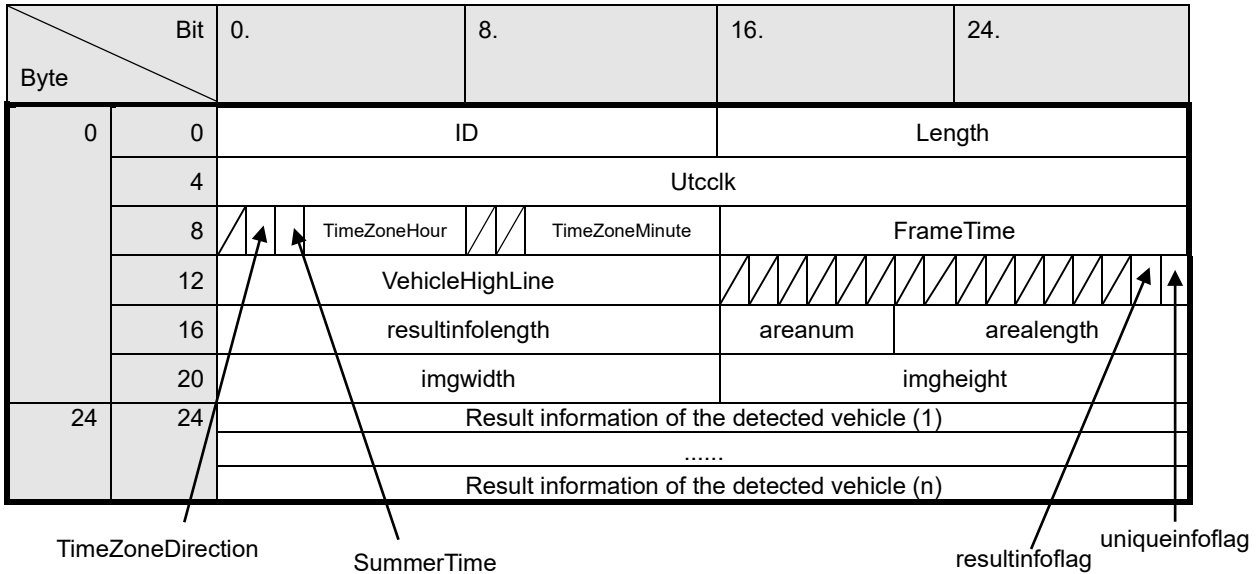 Bit 0. 8. 16. 24.
Byte
0 0 ID Length
4 Utcclk
8 TimeZoneHour TimeZoneMinute FrameTime
12 VehicleHighLine
16 resultinfolength areanum arealength
20 imgwidth imgheight
24 24 Result information of the detected vehicle (1)
......
Result information of the detected vehicle (n)
TimeZoneDirection SummerTime resultinfoflag uniqueinfoflag